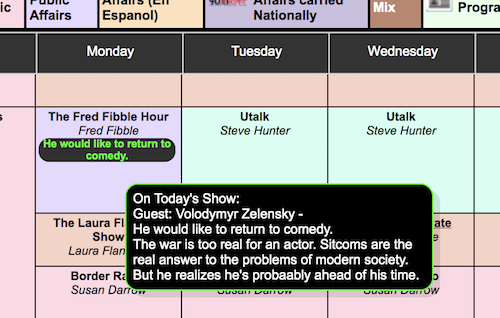 ic
Public
Affairs
Affairs (En
Espanol)
Affairs carried
Nationally
Mix
Progra
Monday
Tuesday
Wednesday
s
The Fred Fibble Hour
Fred Fibble
He would like to return to
comedy.
Utalk
Steve Hunter
Utalk
Steve Hunter
On Today's Show:
Guest: Volodymyr Zelensky -
He would like to return to comedy.
The war is too real for an actor. Sitcoms are the
real answer to the problems of modern society.
But he realizes he's probaably ahead of his time.
The Laura Fl
Show
Laura Flan
ate
e
Border Ra
o
Susan Darrow
Susan Darrow
Susan Darrow